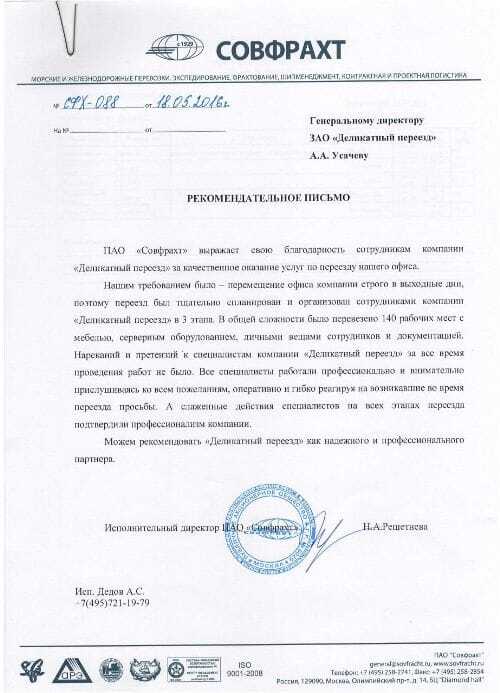 с 1929
СОВФРАХТ
МОРСКИЕ И ЖЕЛЕЗНОДОРОЖНЫЕ ПЕРЕВОЗКИ, ЭКСПЕДИРОВАНИЕ, ФРАХТОВАНИЕ, ШИПМЕНЕДЖМЕНТ, КОНТРАКТНАЯ И ПРОЕКТНАЯ ЛОГИСТИКА
№ СФХ-088 от 18.05.2016г
На № от
Генеральному директору
ЗАО «Деликатный переезд»
А.А. Усачеву
РЕКОМЕНДАТЕЛЬНОЕ ПИСЬМО
ПАО «Совфрахт» выражает свою благодарность сотрудникам компании
«Деликатный переезд» за качественное оказание услуг по переезду нашего офиса.
Нашим требованием было – перемещение офиса компании строго в выходные дни,
поэтому переезд был тщательно спланирован и организован сотрудниками компании
«Деликатный переезд» в 3 этапа. В общей сложности было перевезено 140 рабочих мест с
мебелью, серверным оборудованием, личными вещами сотрудников и документацией.
Нареканий и претензий к специалистам компании «Деликатный переезд» за все время
проведения работ не было. Все специалисты работали профессионально и внимательно
прислушиваясь ко всем пожеланиям, оперативно и гибко реагируя на возникавшие во время
переезда просьбы. А слаженные действия специалистов на всех этапах переезда
подтвердили профессионализм компании.
Можем рекомендовать «Деликатный переезд» как надежного и профессионального
партнера.
Исполнительный директор ПАО «Совфрахт» Н.А.Решетнева
СОВФРАХТ
МОСКВА
Исп. Дедов А.С.
+7(495)721-19-79
АРЭ
ISO
9001-2008
ПАО "Совфрахт"
general@sovfracht.ru, www.sovfracht.ru
Телефон: +7 (495) 258-2741, Факс: +7 (495) 258-2854
Россия, 129090, Москва, Олимпийский пр-т, д. 14, БЦ "Diamond hall"